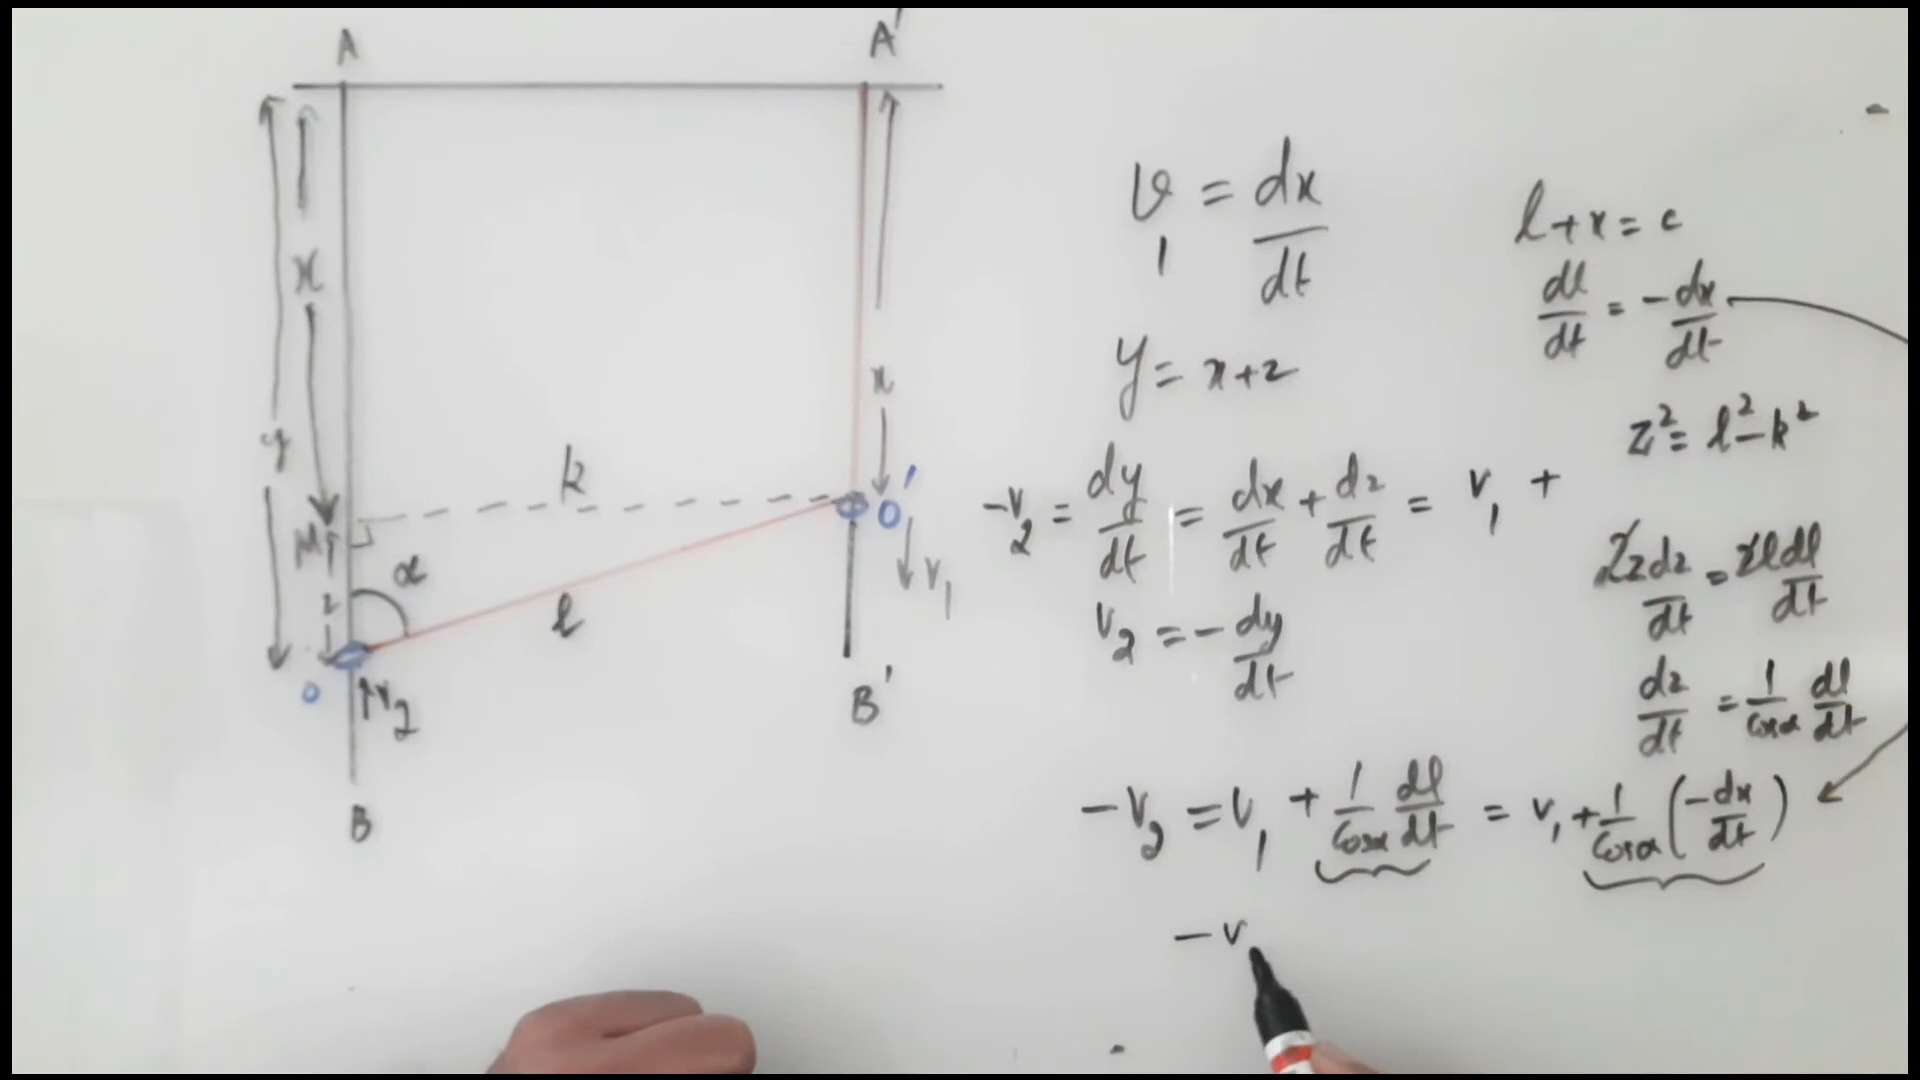 A
A'
x
y
k
x
O'
M
α
v₁
z
l
O
v₂
B'
B
v₁ = dx/dt
l + x = c
dl/dt = - dx/dt
y = x + z
z² = l² - k²
-v₂ = dy/dt = dx/dt + dz/dt = v₁ +
2z dz/dt = 2l dl/dt
v₂ = - dy/dt
dz/dt = 1/cosα dl/dt
-v₂ = v₁ + 1/cosα dl/dt = v₁ + 1/cosα (-dx/dt)
-v